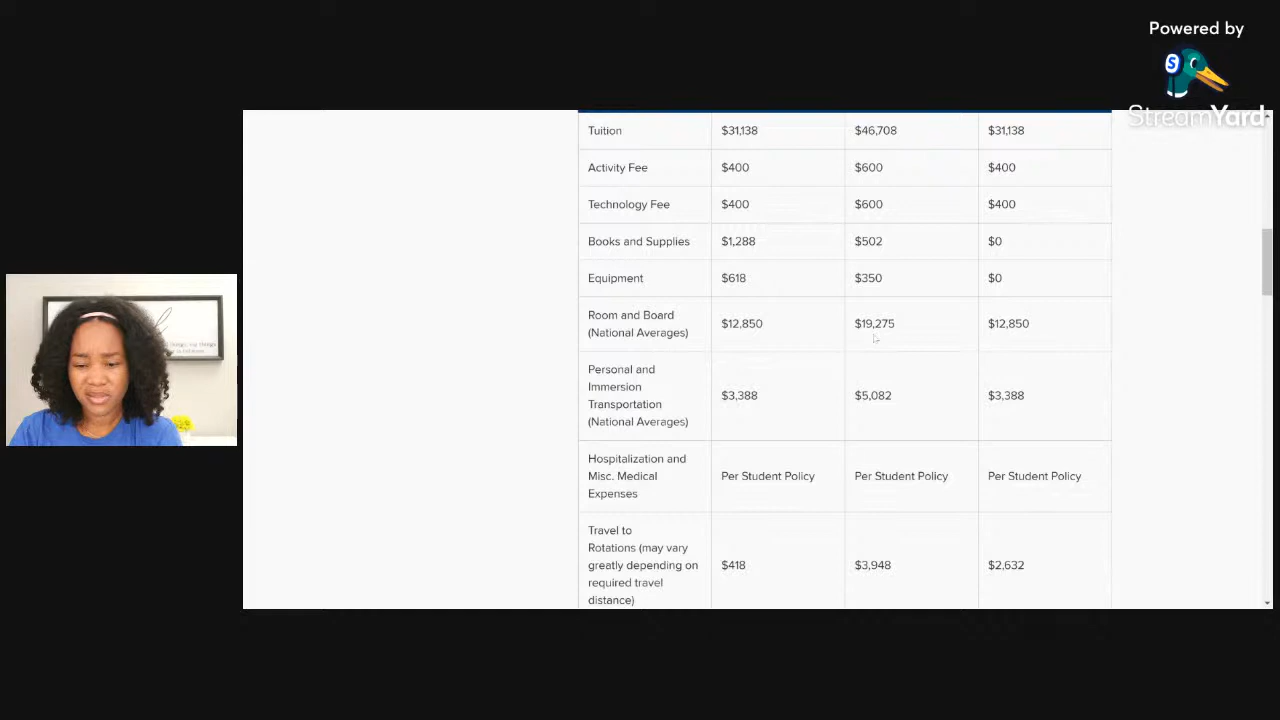 Powered by
StreamYard
Tuition $31,138 $46,708 $31,138
Activity Fee $400 $600 $400
Technology Fee $400 $600 $400
Books and Supplies $1,288 $502 $0
Equipment $618 $350 $0
Room and Board
(National Averages) $12,850 $19,275 $12,850
Personal and
Immersion
Transportation
(National Averages) $3,388 $5,082 $3,388
Hospitalization and
Misc. Medical
Expenses Per Student Policy Per Student Policy Per Student Policy
Travel to
Rotations (may vary
greatly depending on
required travel
distance) $418 $3,948 $2,632